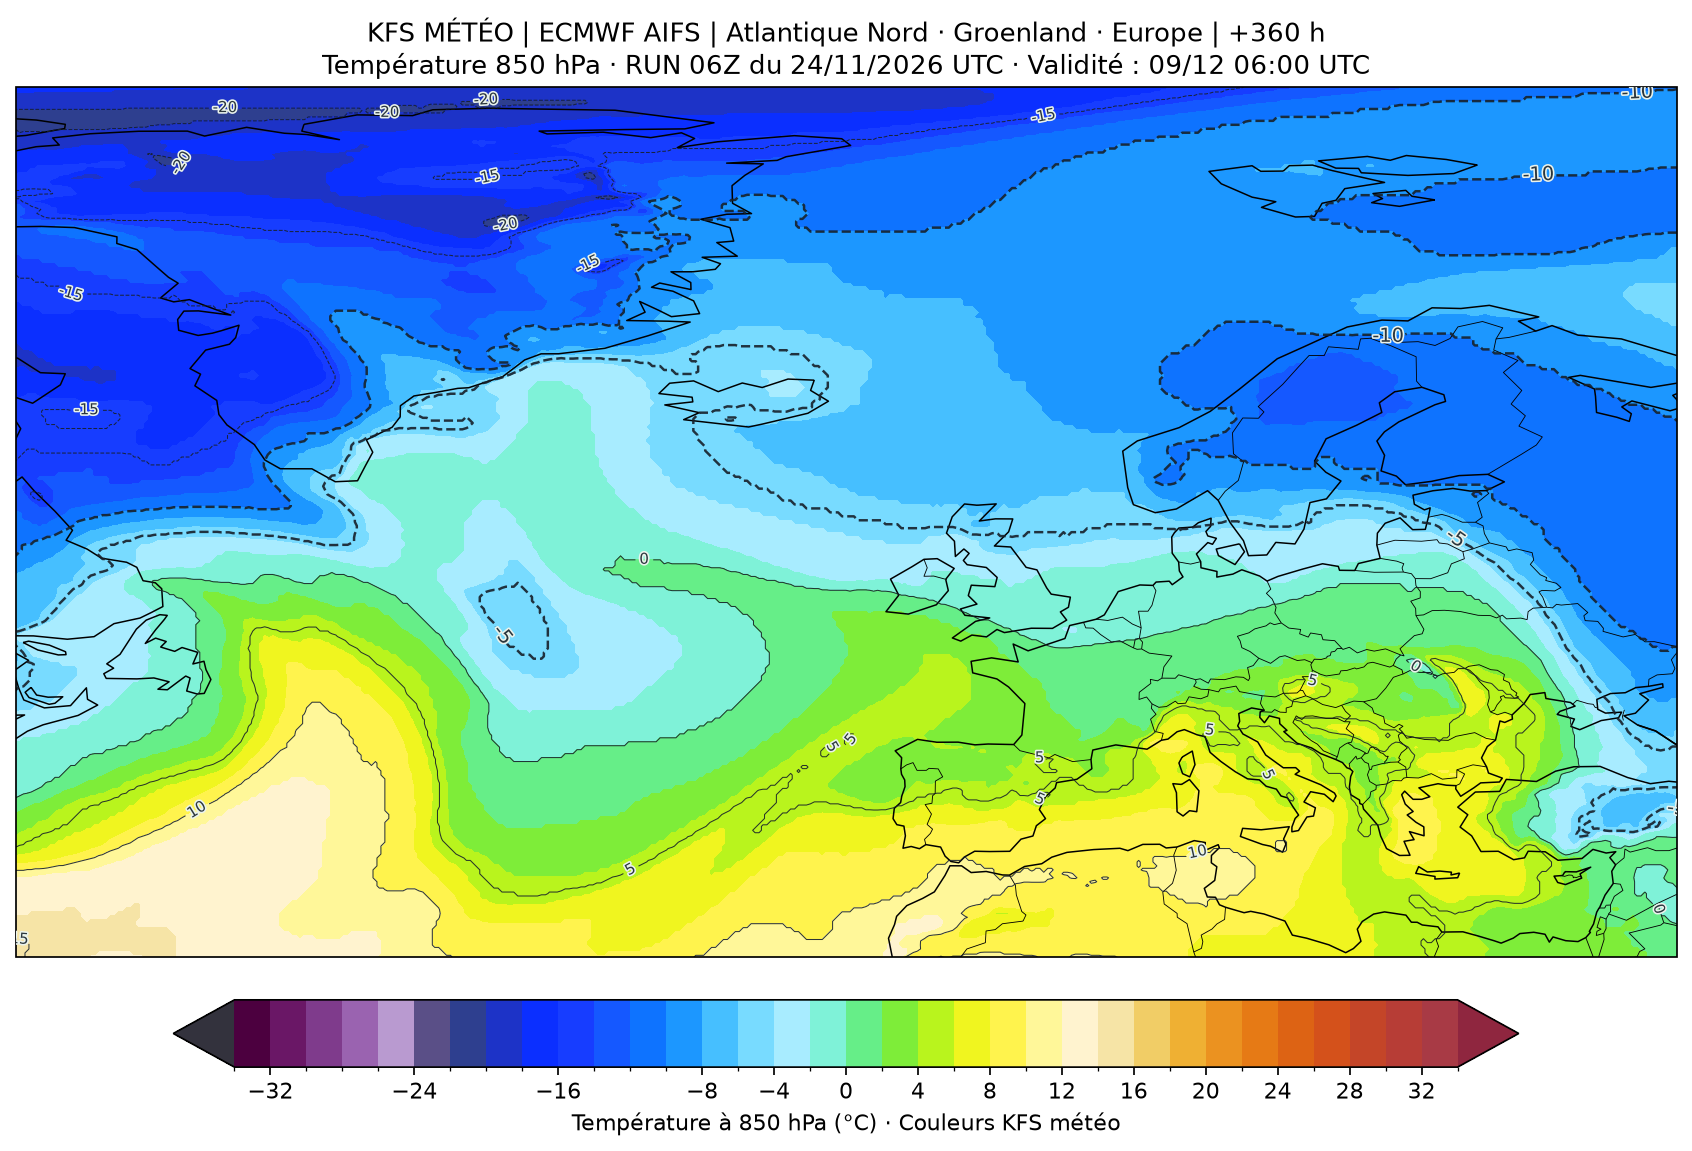 KFS MÉTÉO | ECMWF AIFS | Atlantique Nord · Groenland · Europe | +360 h
Température 850 hPa · RUN 06Z du 24/11/2026 UTC · Validité : 09/12 06:00 UTC
-20 -20 -20 -15 -10
-20 -15 -10
-20
-15
-15
-10
-15
-5
0
-5
0
5
5 5 5
5 5
10 5
10
5
0
5
−32 −24 −16 −8 −4 0 4 8 12 16 20 24 28 32
Température à 850 hPa (°C) · Couleurs KFS météo